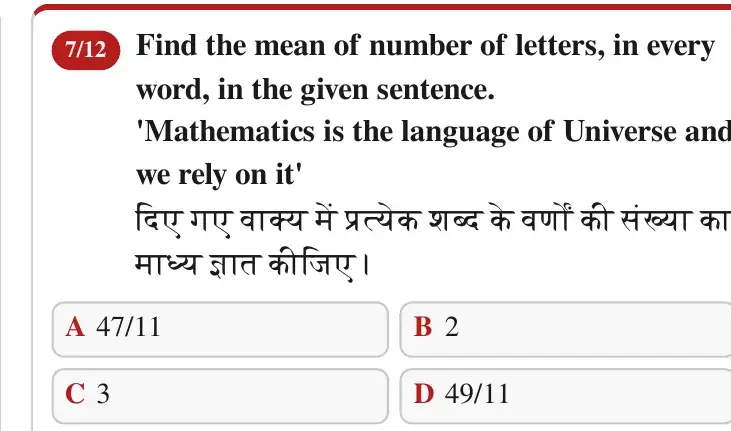 7/12 Find the mean of number of letters, in every
word, in the given sentence.
'Mathematics is the language of Universe and
we rely on it'
दिए गए वाक्य में प्रत्येक शब्द के वर्णों की संख्या का
माध्य ज्ञात कीजिए।
A 47/11 B 2
C 3 D 49/11